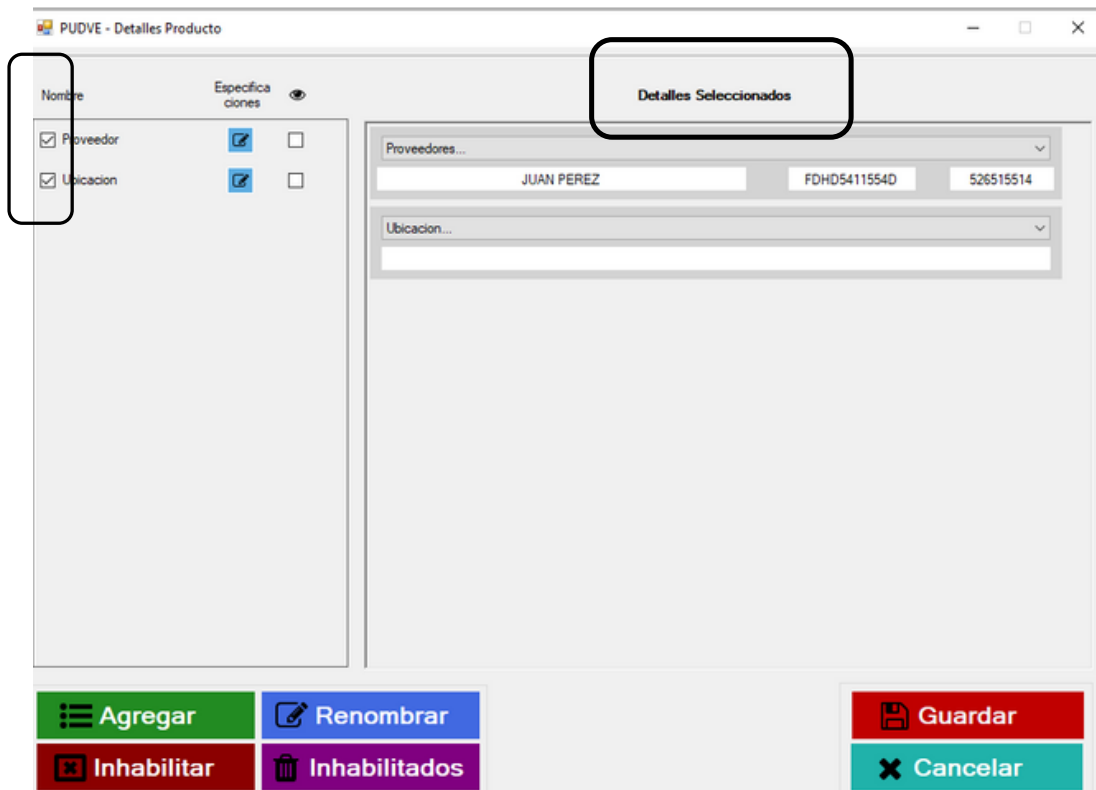 PUDVE - Detalles Producto
Nombre
Especifica
ciones
Detalles Seleccionados
Proveedor
Ubicacion
Proveedores...
JUAN PEREZ FDHD5411554D 526515514
Ubicacion...
Agregar Renombrar Guardar
Inhabilitar Inhabilitados Cancelar